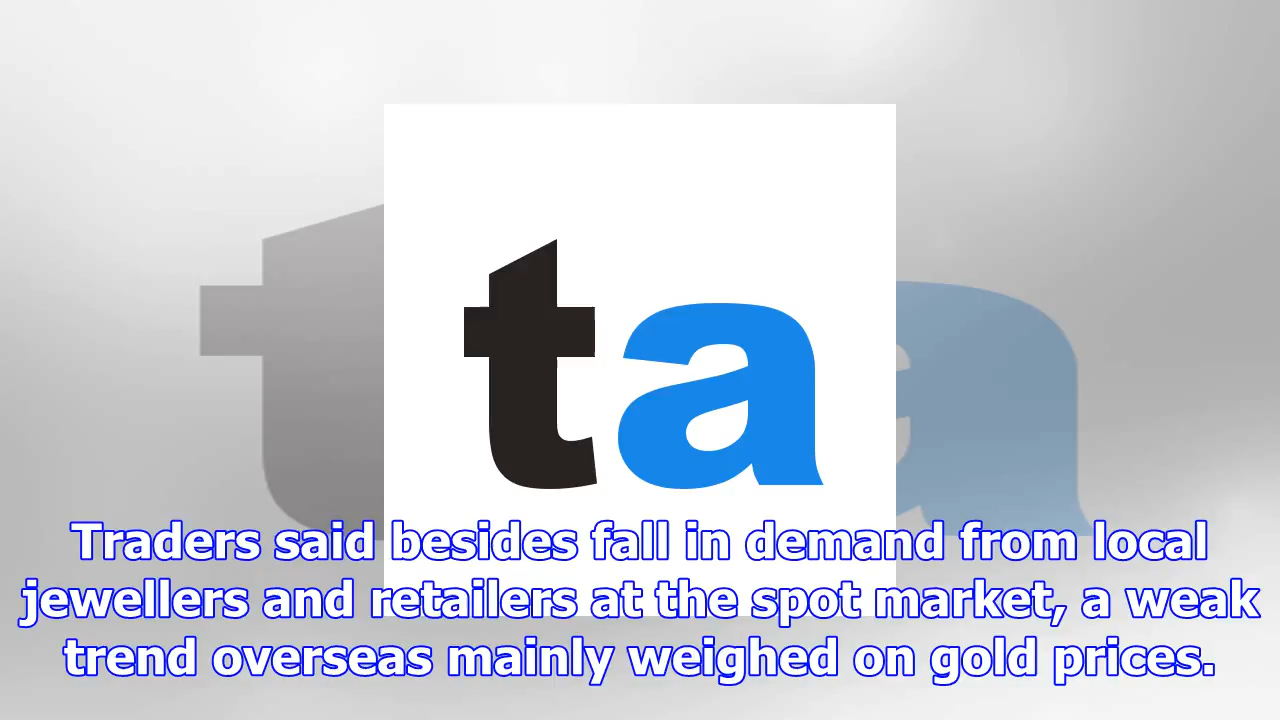 ta
Traders said besides fall in demand from local
jewellers and retailers at the spot market, a weak
trend overseas mainly weighed on gold prices.